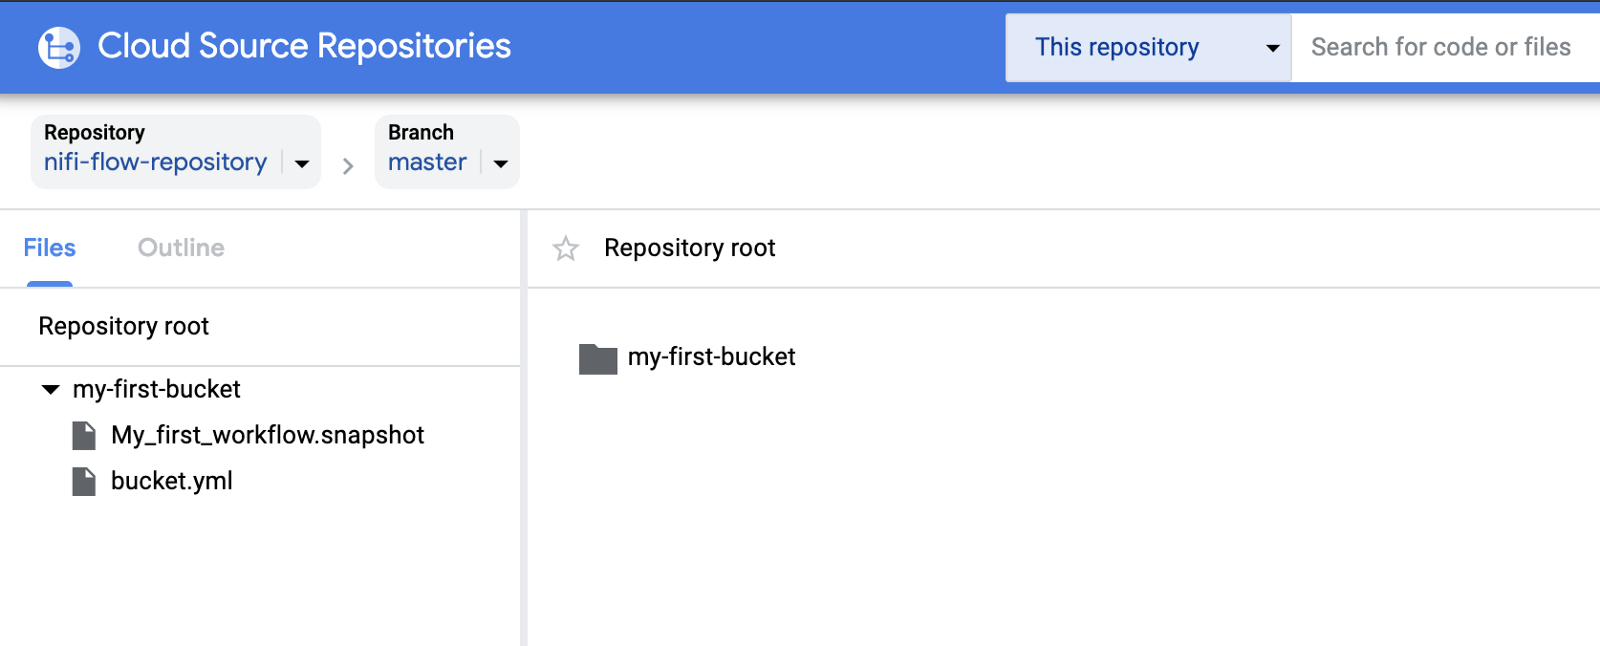 Cloud Source Repositories
This repository
Search for code or files
Repository
nifi-flow-repository
Branch
master
Files
Outline
Repository root
my-first-bucket
My_first_workflow.snapshot
bucket.yml
Repository root
my-first-bucket